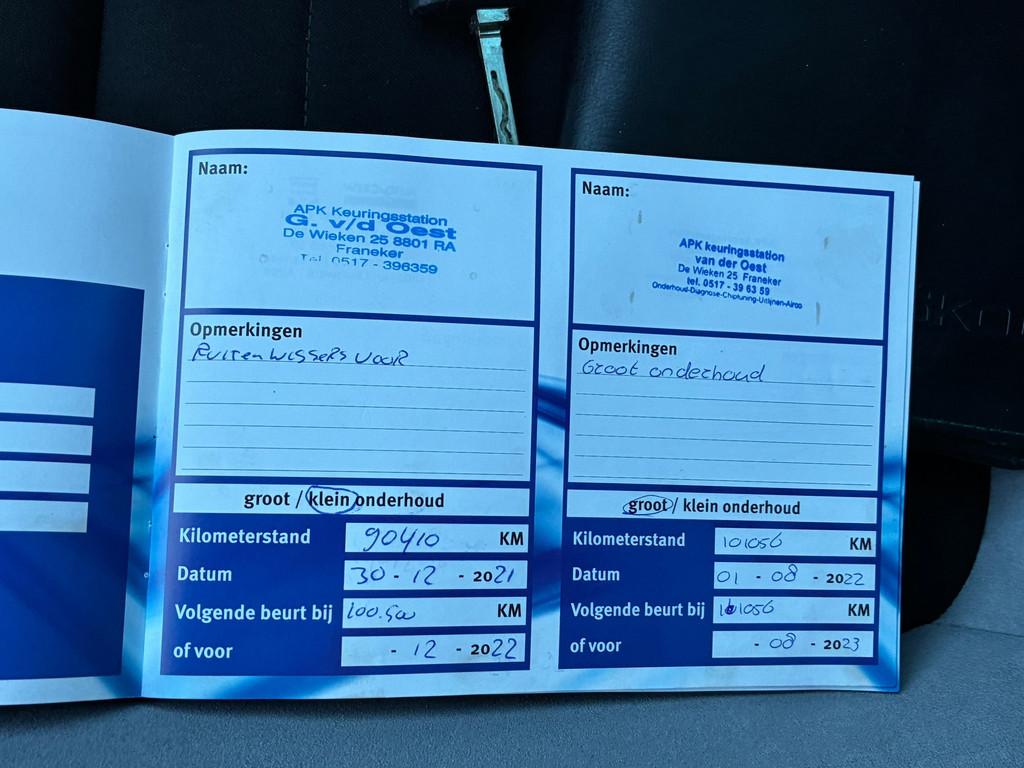 Naam:
APK Keuringsstation
G. v/d Oest
De Wieken 25 8801 RA
Franeker
Tel. 0517 - 396359
Opmerkingen
Ruitenwissers voor
groot / klein onderhoud
Kilometerstand 90410 KM
Datum 30 - 12 - 2021
Volgende beurt bij 100.500 KM
of voor - 12 - 2022
Naam:
APK keuringsstation
van der Oest
De Wieken 25 Franeker
tel. 0517 - 39 63 59
Onderhoud-Diagnose-Chiptuning-Uitlijnen-Airco
Opmerkingen
Groot onderhoud
groot / klein onderhoud
Kilometerstand 101056 KM
Datum 01 - 08 - 2022
Volgende beurt bij 101056 KM
of voor - 08 - 2023